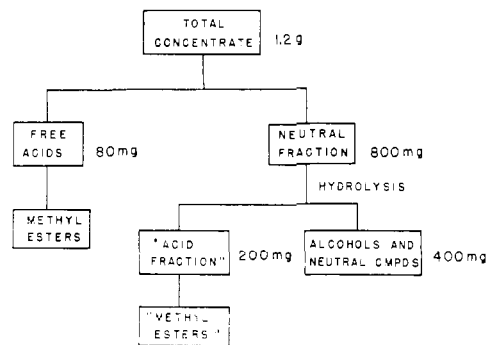 TOTAL
CONCENTRATE
1.2g
FREE
ACIDS
80mg
NEUTRAL
FRACTION
800mg
HYDROLYSIS
METHYL
ESTERS
"ACID
FRACTION"
200mg
ALCOHOLS AND
NEUTRAL CMPDS
400mg
"METHYL
ESTERS"